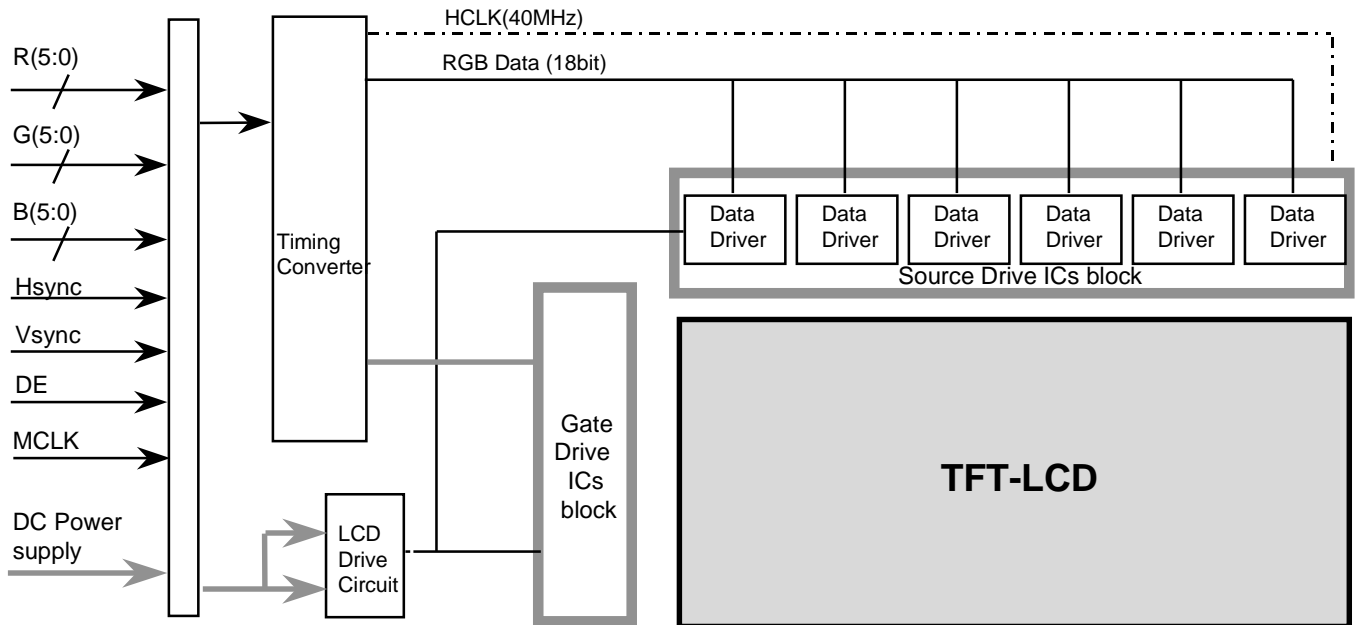 HCLK(40MHz)
R(5:0)
RGB Data (18bit)
G(5:0)
B(5:0)
Hsync
Vsync
DE
MCLK
DC Power
supply
Timing
Converter
LCD
Drive
Circuit
Gate
Drive
ICs
block
Data
Driver
Data
Driver
Data
Driver
Data
Driver
Data
Driver
Data
Driver
Source Drive ICs block
TFT-LCD